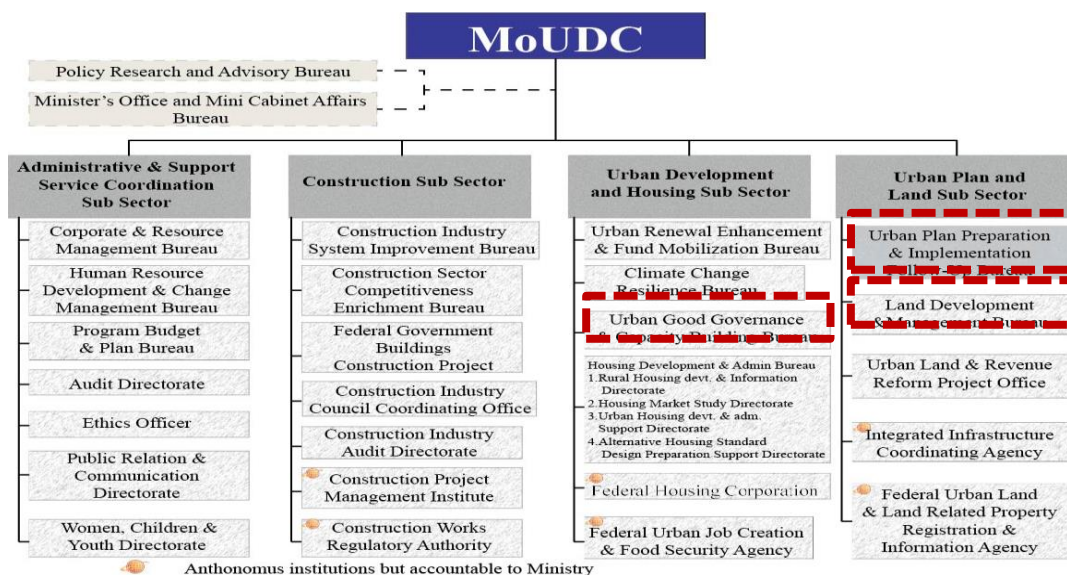 MoUDC
Policy Research and Advisory Bureau
Minister's Office and Mini Cabinet Affairs
Bureau
Administrative & Support
Service Coordination
Sub Sector
Corporate & Resource
Management Bureau
Human Resource
Development & Change
Management Bureau
Program Budget
& Plan Bureau
Audit Directorate
Ethics Officer
Public Relation &
Communication
Directorate
Women, Children &
Youth Directorate
Construction Sub Sector
Construction Industry
System Improvement Bureau
Construction Sector
Competitiveness
Enrichment Bureau
Federal Government
Buildings
Construction Project
Construction Industry
Council Coordinating Office
Construction Industry
Audit Directorate
Construction Project
Management Institute
Construction Works
Regulatory Authority
Urban Development
and Housing Sub Sector
Urban Renewal Enhancement
& Fund Mobilization Bureau
Climate Change
Resilience Bureau
Urban Good Governance
& Capacity Building Bureau
Housing Development & Admin Bureau
1.Rural Housing devt. & Information
Directorate
2.Housing Market Study Directorate
3.Urban Housing devt. & adm.
Support Directorate
4.Alternative Housing Standard
Design Preparation Support Directorate
Federal Housing Corporation
Federal Urban Job Creation
& Food Security Agency
Urban Plan and
Land Sub Sector
Urban Plan Preparation
& Implementation
Follow-Up Bureau
Land Development
&Management Bureau
Urban Land & Revenue
Reform Project Office
Integrated Infrastructure
Coordinating Agency
Federal Urban Land
& Land Related Property
Registration &
Information Agency
Anthonomus institutions but accountable to Ministry